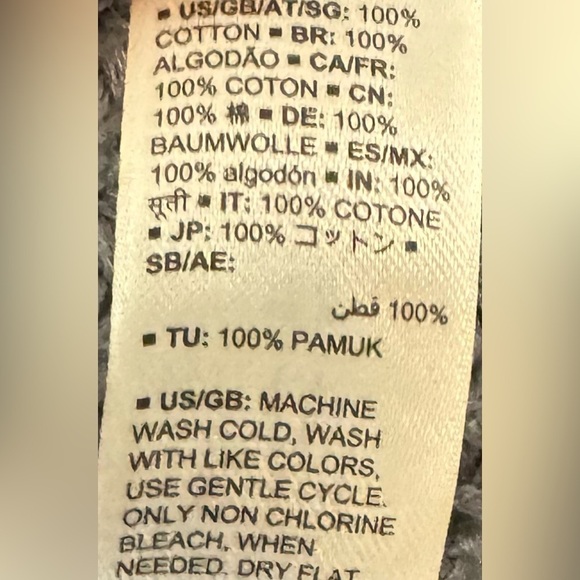 ▪ US/GB/AT/SG: 100%
COTTON ▪ BR: 100%
ALGODÃO ▪ CA/FR:
100% COTON ▪ CN:
100% 棉 ▪ DE: 100%
BAUMWOLLE ▪ ES/MX:
100% algodón ▪ IN: 100%
सूती ▪ IT: 100% COTONE
▪ JP: 100% コットン ▪
SB/AE:
100% قطن
▪ TU: 100% PAMUK
▪ US/GB: MACHINE
WASH COLD, WASH
WITH LIKE COLORS,
USE GENTLE CYCLE.
ONLY NON CHLORINE
BLEACH, WHEN
NEEDED. DRY FLAT